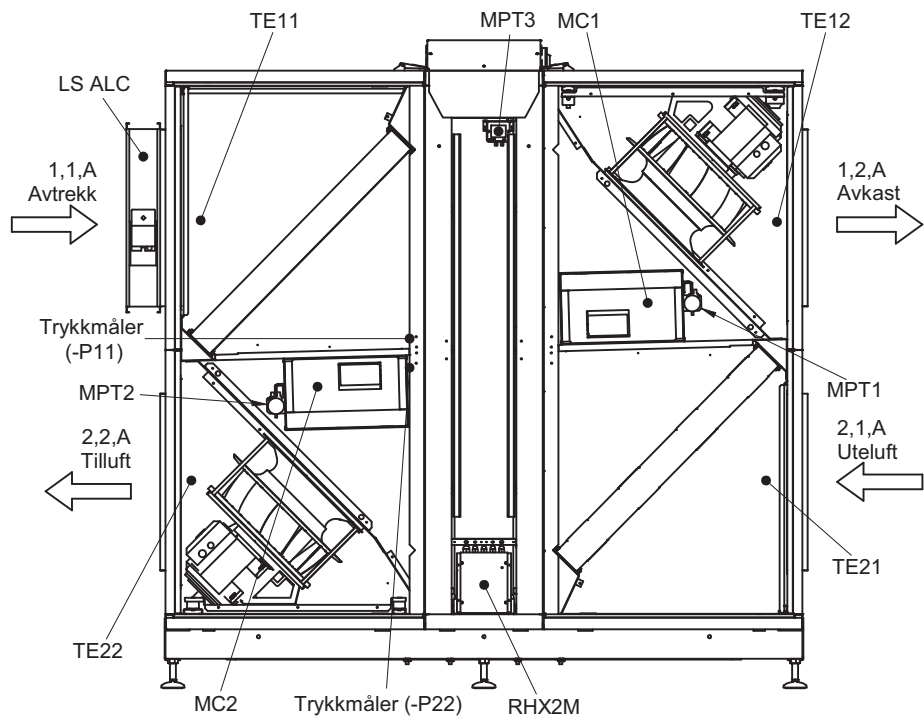 TE11
MPT3
MC1
TE12
LS ALC
1,1,A
Avtrekk
1,2,A
Avkast
Trykkmåler
(-P11)
MPT2
MPT1
2,2,A
Tilluft
2,1,A
Uteluft
TE21
TE22
MC2
Trykkmåler (-P22)
RHX2M